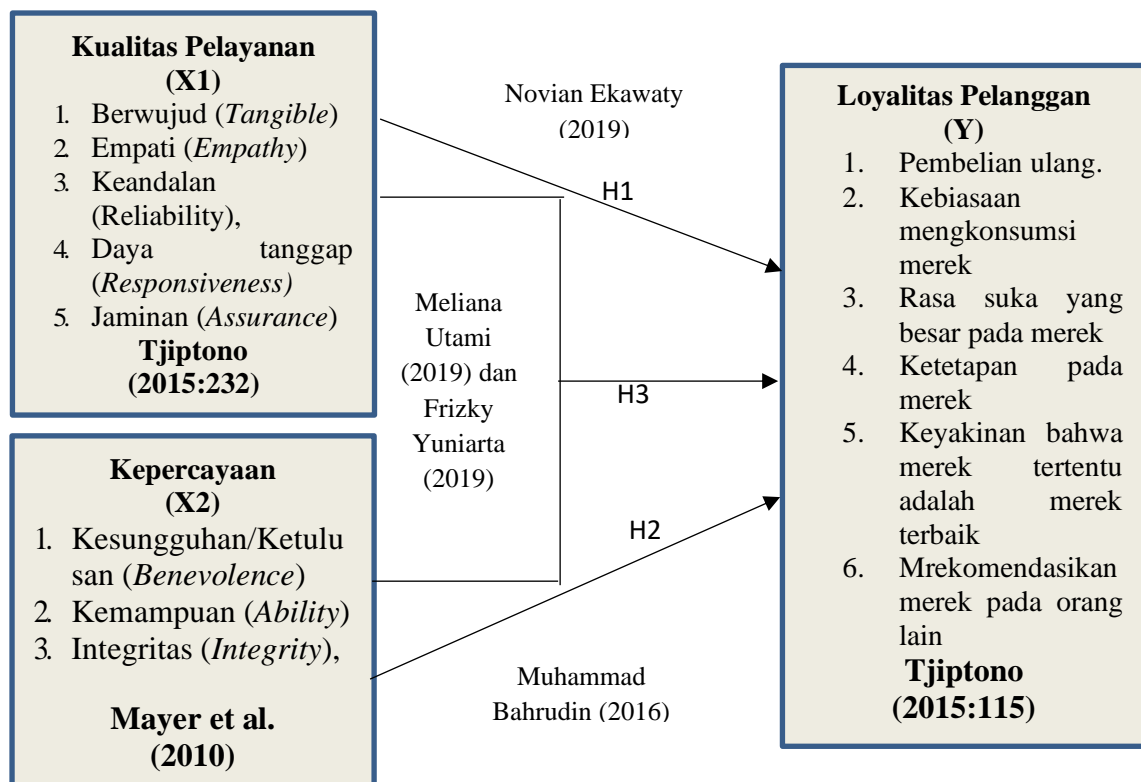 Kualitas Pelayanan
(X1)
1. Berwujud (Tangible)
2. Empati (Empathy)
3. Keandalan
(Reliability),
4. Daya tanggap
(Responsiveness)
5. Jaminan (Assurance)
Tjiptono
(2015:232)
Kepercayaan
(X2)
1. Kesungguhan/Ketulu
san (Benevolence)
2. Kemampuan (Ability)
3. Integritas (Integrity),
Mayer et al.
(2010)
Novian Ekawaty
(2019)
H1
Meliana
Utami
(2019) dan
Frizky
Yuniarta
(2019)
H3
H2
Muhammad
Bahrudin (2016)
Loyalitas Pelanggan
(Y)
1. Pembelian ulang.
2. Kebiasaan
mengkonsumsi
merek
3. Rasa suka yang
besar pada merek
4. Ketetapan pada
merek
5. Keyakinan bahwa
merek tertentu
adalah merek
terbaik
6. Mrekomendasikan
merek pada orang
lain
Tjiptono
(2015:115)